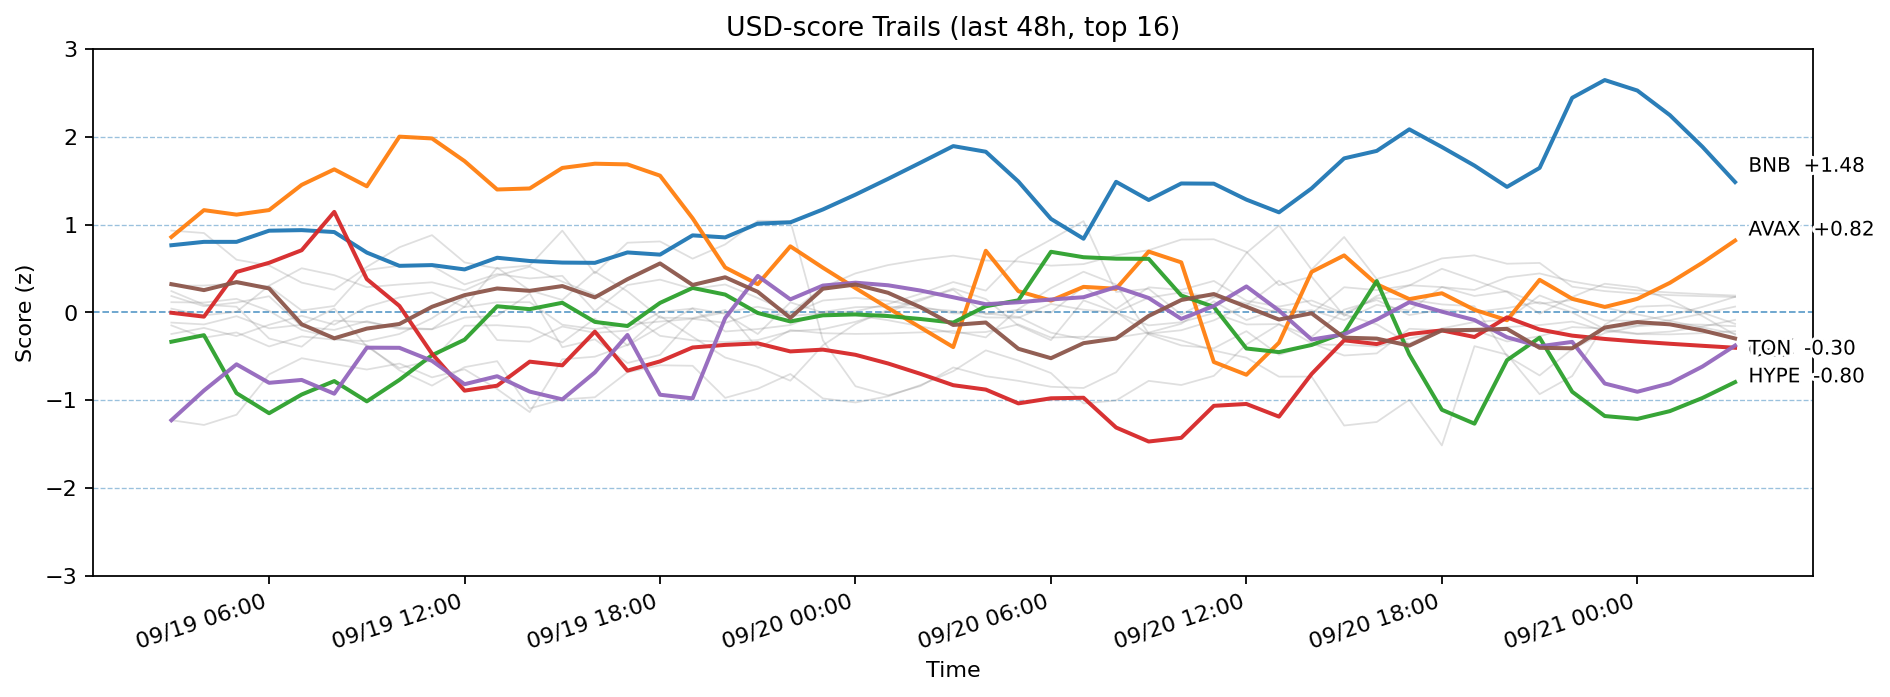 USD-score Trails (last 48h, top 16)
Score (z)
3
2
1
0
−1
−2
−3
BNB +1.48
AVAX +0.82
TON -0.30
HYPE -0.80
09/19 06:00
09/19 12:00
09/19 18:00
09/20 00:00
09/20 06:00
09/20 12:00
09/20 18:00
09/21 00:00
Time